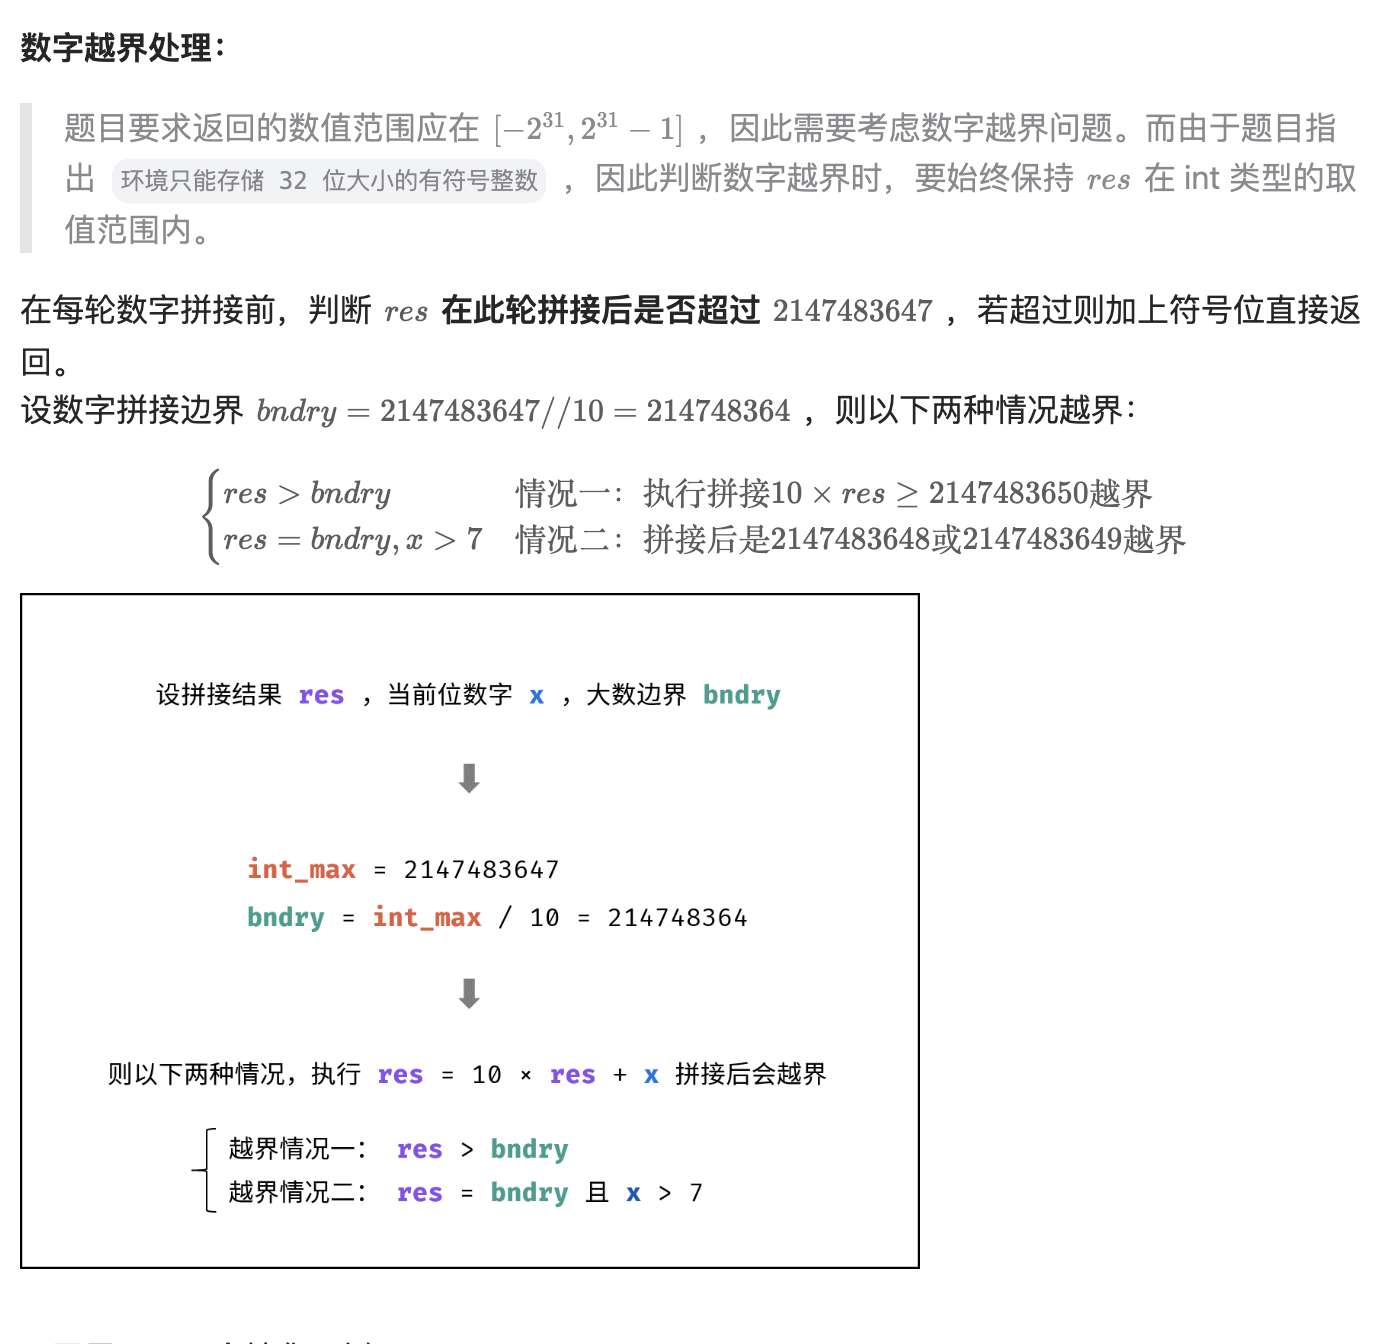 数字越界处理：
题目要求返回的数值范围应在 [−2^31, 2^31 − 1] ，因此需要考虑数字越界问题。而由于题目指
出 环境只能存储 32 位大小的有符号整数 ，因此判断数字越界时，要始终保持 res 在 int 类型的取
值范围内。
在每轮数字拼接前，判断 res 在此轮拼接后是否超过 2147483647 ，若超过则加上符号位直接返
回。
设数字拼接边界 bndry = 2147483647//10 = 214748364 ，则以下两种情况越界：
res > bndry 情况一：执行拼接10 × res ≥ 2147483650越界
res = bndry, x > 7 情况二：拼接后是2147483648或2147483649越界
设拼接结果 res ，当前位数字 x ，大数边界 bndry
int_max = 2147483647
bndry = int_max / 10 = 214748364
则以下两种情况，执行 res = 10 × res + x 拼接后会越界
越界情况一： res > bndry
越界情况二： res = bndry 且 x > 7